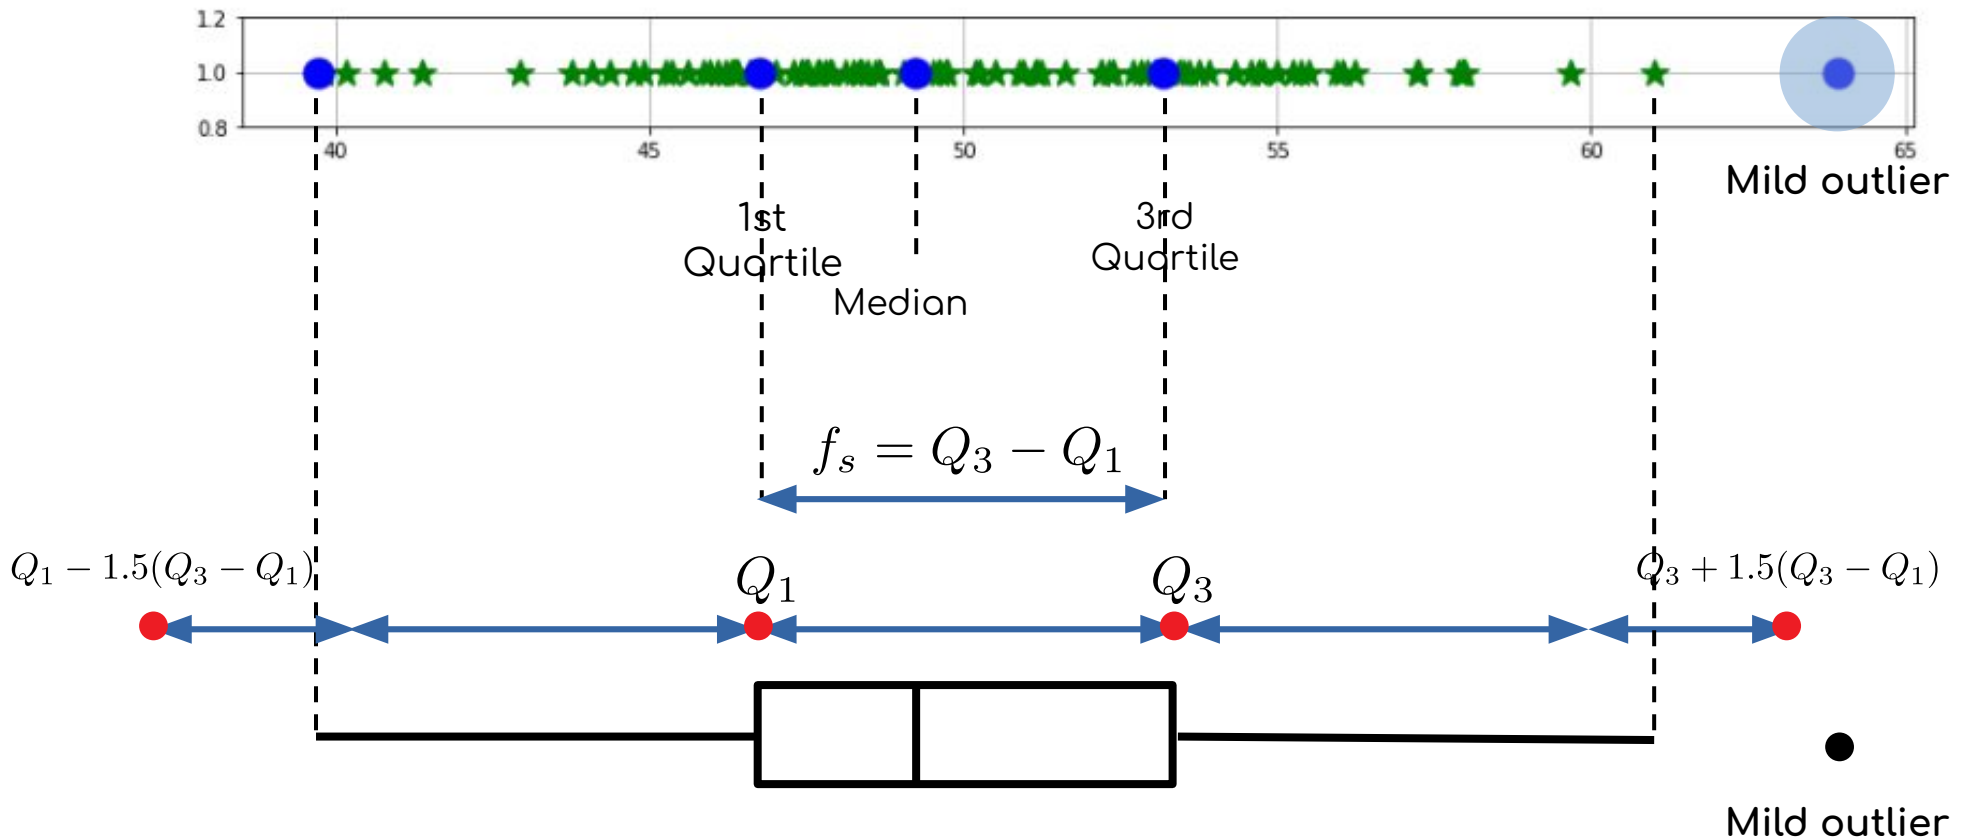 1.2
1.0
0.8
40 45 50 55 60 65
Mild outlier
1st
Quartile
3rd
Quartile
Median
f_s = Q_3 − Q_1
Q_1 − 1.5(Q_3 − Q_1)
Q_1
Q_3
Q_3 + 1.5(Q_3 − Q_1)
Mild outlier